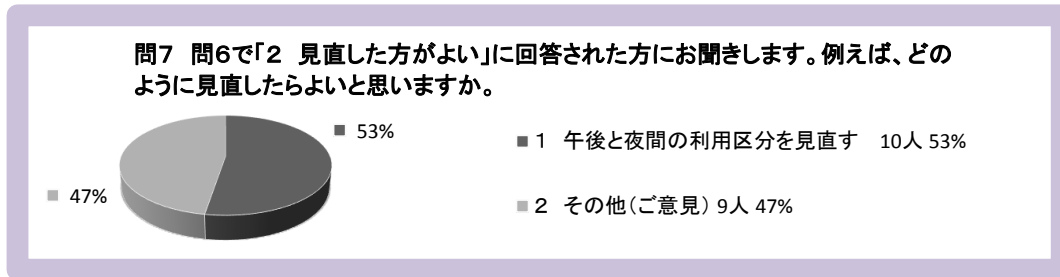 問7 問6で「2 見直した方がよい」に回答された方にお聞きします。例えば、どの
ように見直したらよいと思いますか。
53%
47%
1 午後と夜間の利用区分を見直す 10人 53%
2 その他(ご意見) 9人 47%